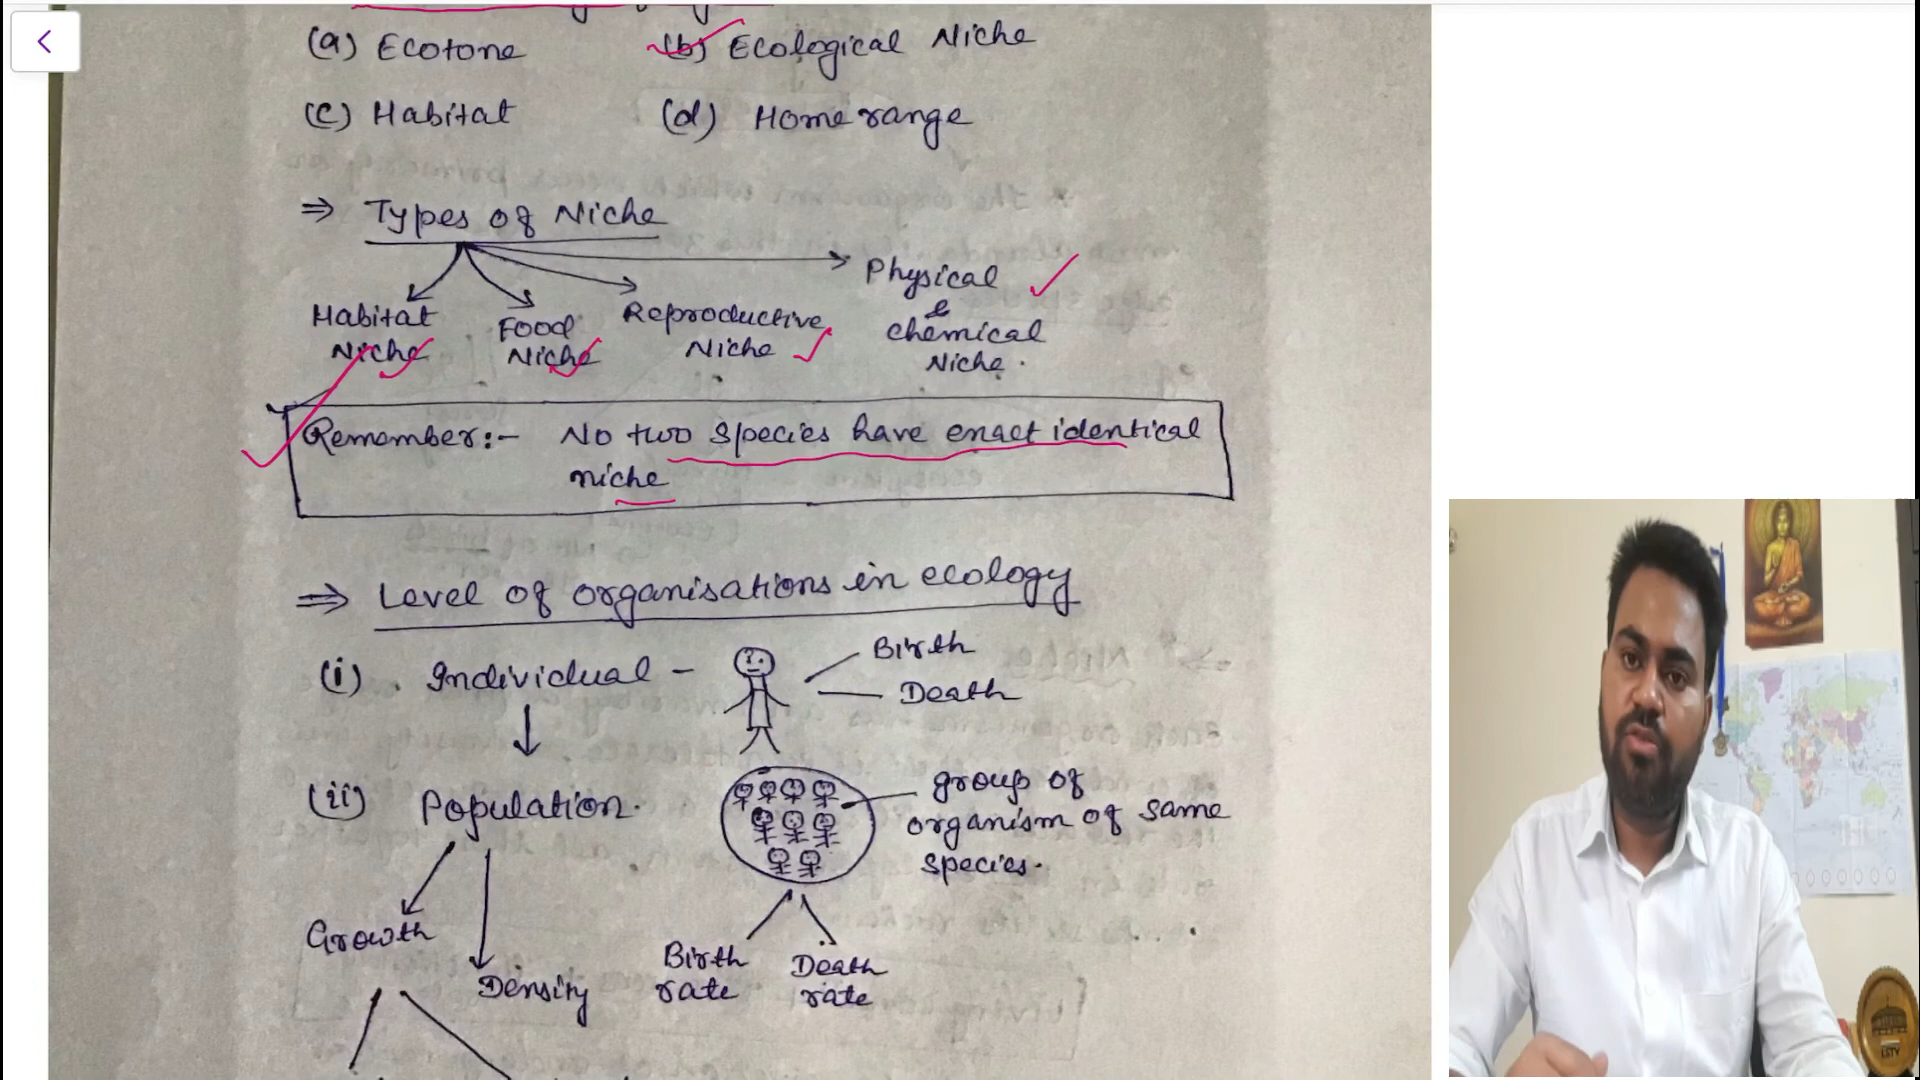 (a) Ecotone (b) Ecological Niche
(c) Habitat (d) Home range
⇒ Types of Niche
Habitat Niche
Food Niche
Reproductive Niche
Physical & chemical Niche.
Remember:- No two species have enact identical
niche
⇒ Level of organisations in ecology
(i) . Individual -
Birth
Death
(ii) Population.
group of
organism of same
species.
Growth
Density
Birth rate
Death rate
LSTV